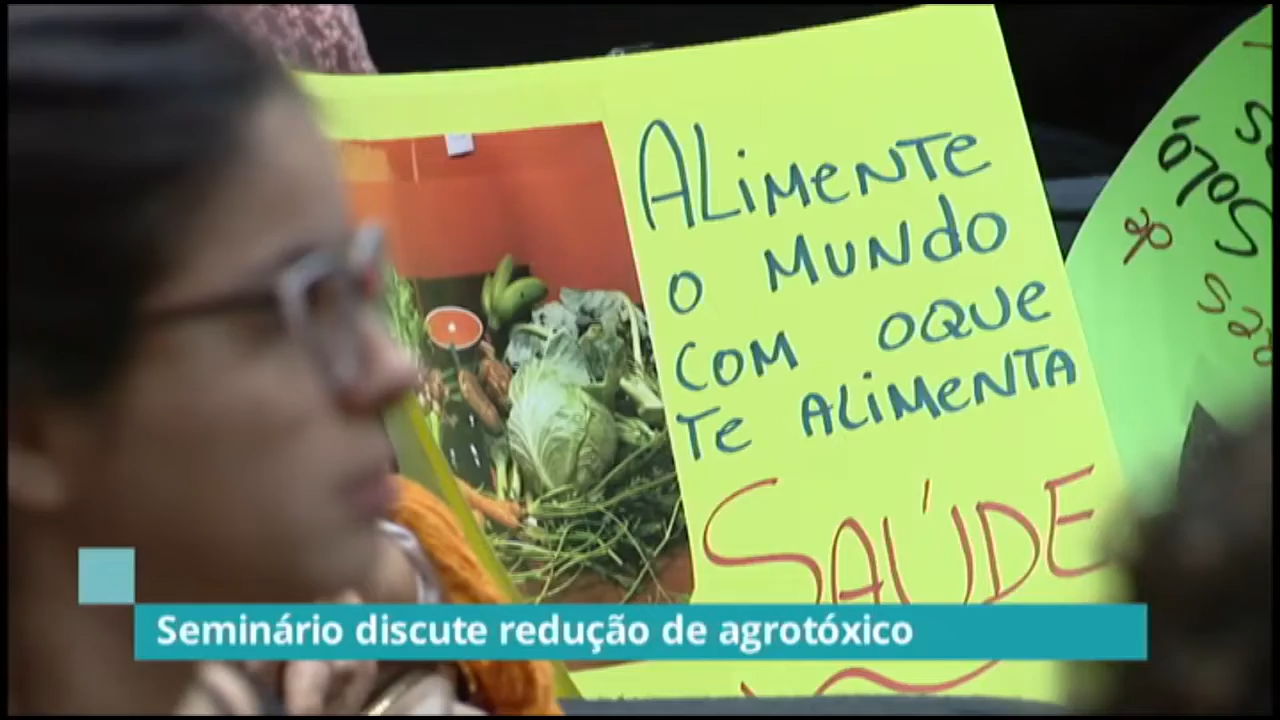 ALimeNTe
o MUNdo
COM OQUe
Te ALimeNTA
SAÚDE
Seminário discute redução de agrotóxico